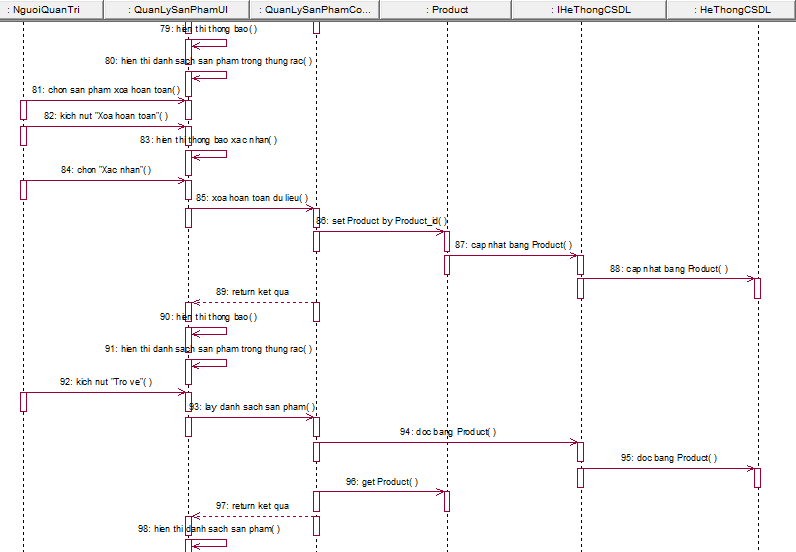 : NguoiQuanTri
: QuanLySanPhamUI
: QuanLySanPhamCo...
: Product
: IHeThongCSDL
: HeThongCSDL
79: hien thi thong bao( )
80: hien thi danh sach san pham trong thung rac( )
81: chon san pham xoa hoan toan( )
82: kich nut "Xoa hoan toan"( )
83: hien thi thong bao xac nhan( )
84: chon "Xac nhan"( )
85: xoa hoan toan du lieu( )
86: set Product by Product_id( )
87: cap nhat bang Product( )
88: cap nhat bang Product( )
89: return ket qua
90: hien thi thong bao( )
91: hien thi danh sach san pham trong thung rac( )
92: kich nut "Tro ve"( )
93: lay danh sach san pham( )
94: doc bang Product( )
95: doc bang Product( )
96: get Product( )
97: return ket qua
98: hien thi danh sach san pham( )